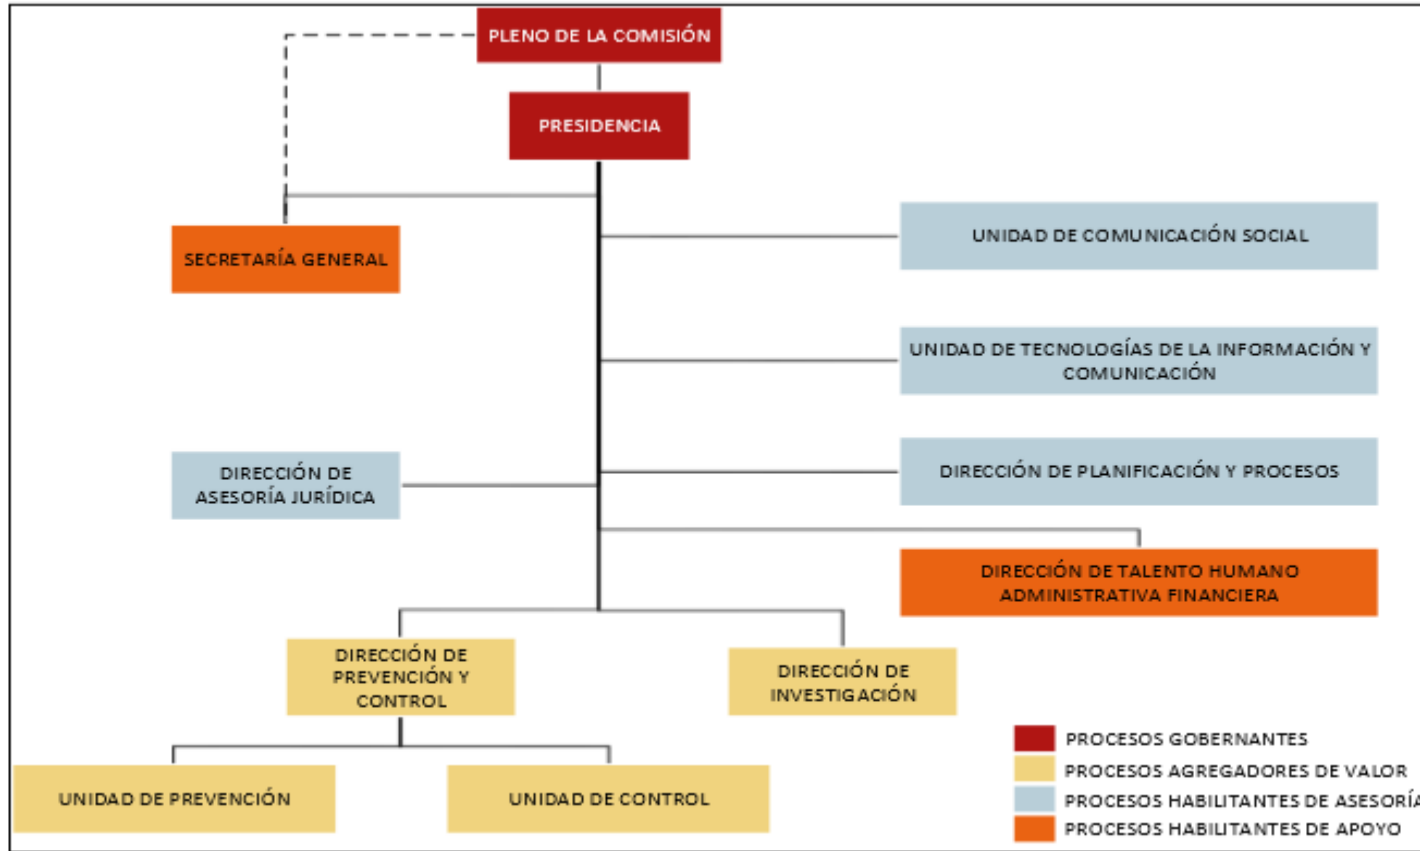 PLENO DE LA COMISIÓN
PRESIDENCIA
SECRETARÍA GENERAL
UNIDAD DE COMUNICACIÓN SOCIAL
UNIDAD DE TECNOLOGÍAS DE LA INFORMACIÓN Y
COMUNICACIÓN
DIRECCIÓN DE
ASESORÍA JURÍDICA
DIRECCIÓN DE PLANIFICACIÓN Y PROCESOS
DIRECCIÓN DE TALENTO HUMANO
ADMINISTRATIVA FINANCIERA
DIRECCIÓN DE
PREVENCIÓN Y
CONTROL
DIRECCIÓN DE
INVESTIGACIÓN
UNIDAD DE PREVENCIÓN
UNIDAD DE CONTROL
PROCESOS GOBERNANTES
PROCESOS AGREGADORES DE VALOR
PROCESOS HABILITANTES DE ASESORÍA
PROCESOS HABILITANTES DE APOYO